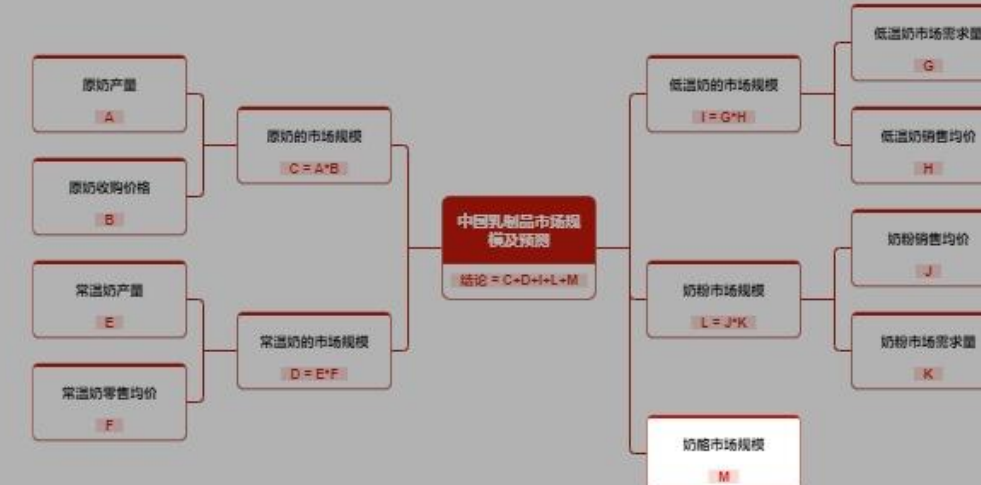 原奶产量
A
原奶收购价格
B
常温奶产量
E
常温奶零售均价
F
原奶的市场规模
C = A*B
常温奶的市场规模
D = E*F
中国乳制品市场规
模及预测
结论 = C+D+I+L+M
低温奶的市场规模
I = G*H
奶粉市场规模
L = J*K
奶酪市场规模
M
低温奶市场需求量
G
低温奶销售均价
H
奶粉销售均价
J
奶粉市场需求量
K